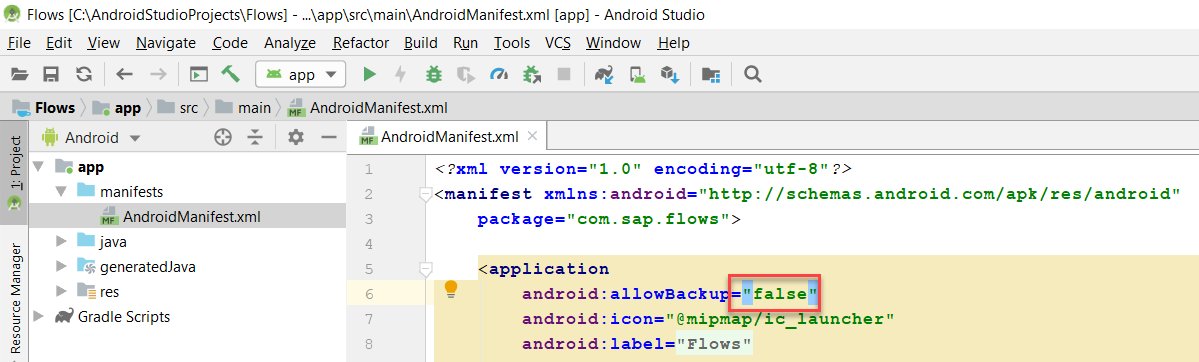 Flows [C:\AndroidStudioProjects\Flows] - ...\app\src\main\AndroidManifest.xml [app] - Android Studio
File Edit View Navigate Code Analyze Refactor Build Run Tools VCS Window Help
app
Flows app src main AndroidManifest.xml
1: Project
Resource Manager
Android
app
manifests
MF AndroidManifest.xml
java
generatedJava
res
Gradle Scripts
MF AndroidManifest.xml
1 <?xml version="1.0" encoding="utf-8"?>
2 <manifest xmlns:android="http://schemas.android.com/apk/res/android"
3 package="com.sap.flows">
4
5 <application
6 android:allowBackup="false"
7 android:icon="@mipmap/ic_launcher"
8 android:label="Flows"